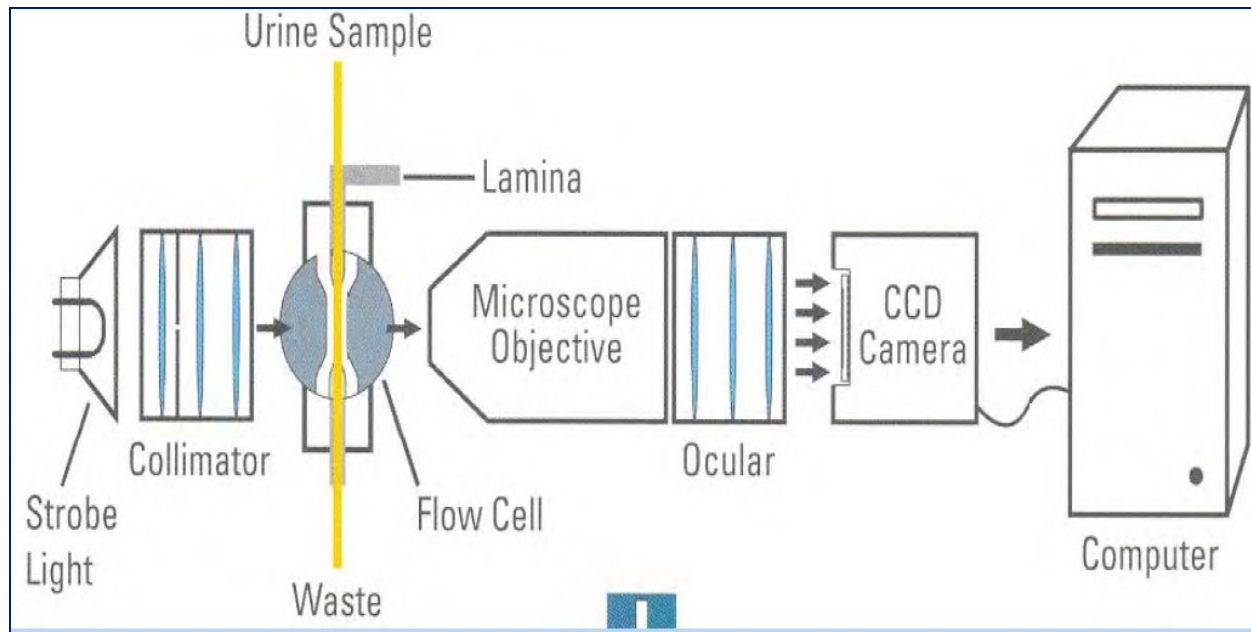 Urine Sample
Lamina
Microscope
Objective
CCD
Camera
Collimator
Ocular
Strobe
Light
Flow Cell
Computer
Waste